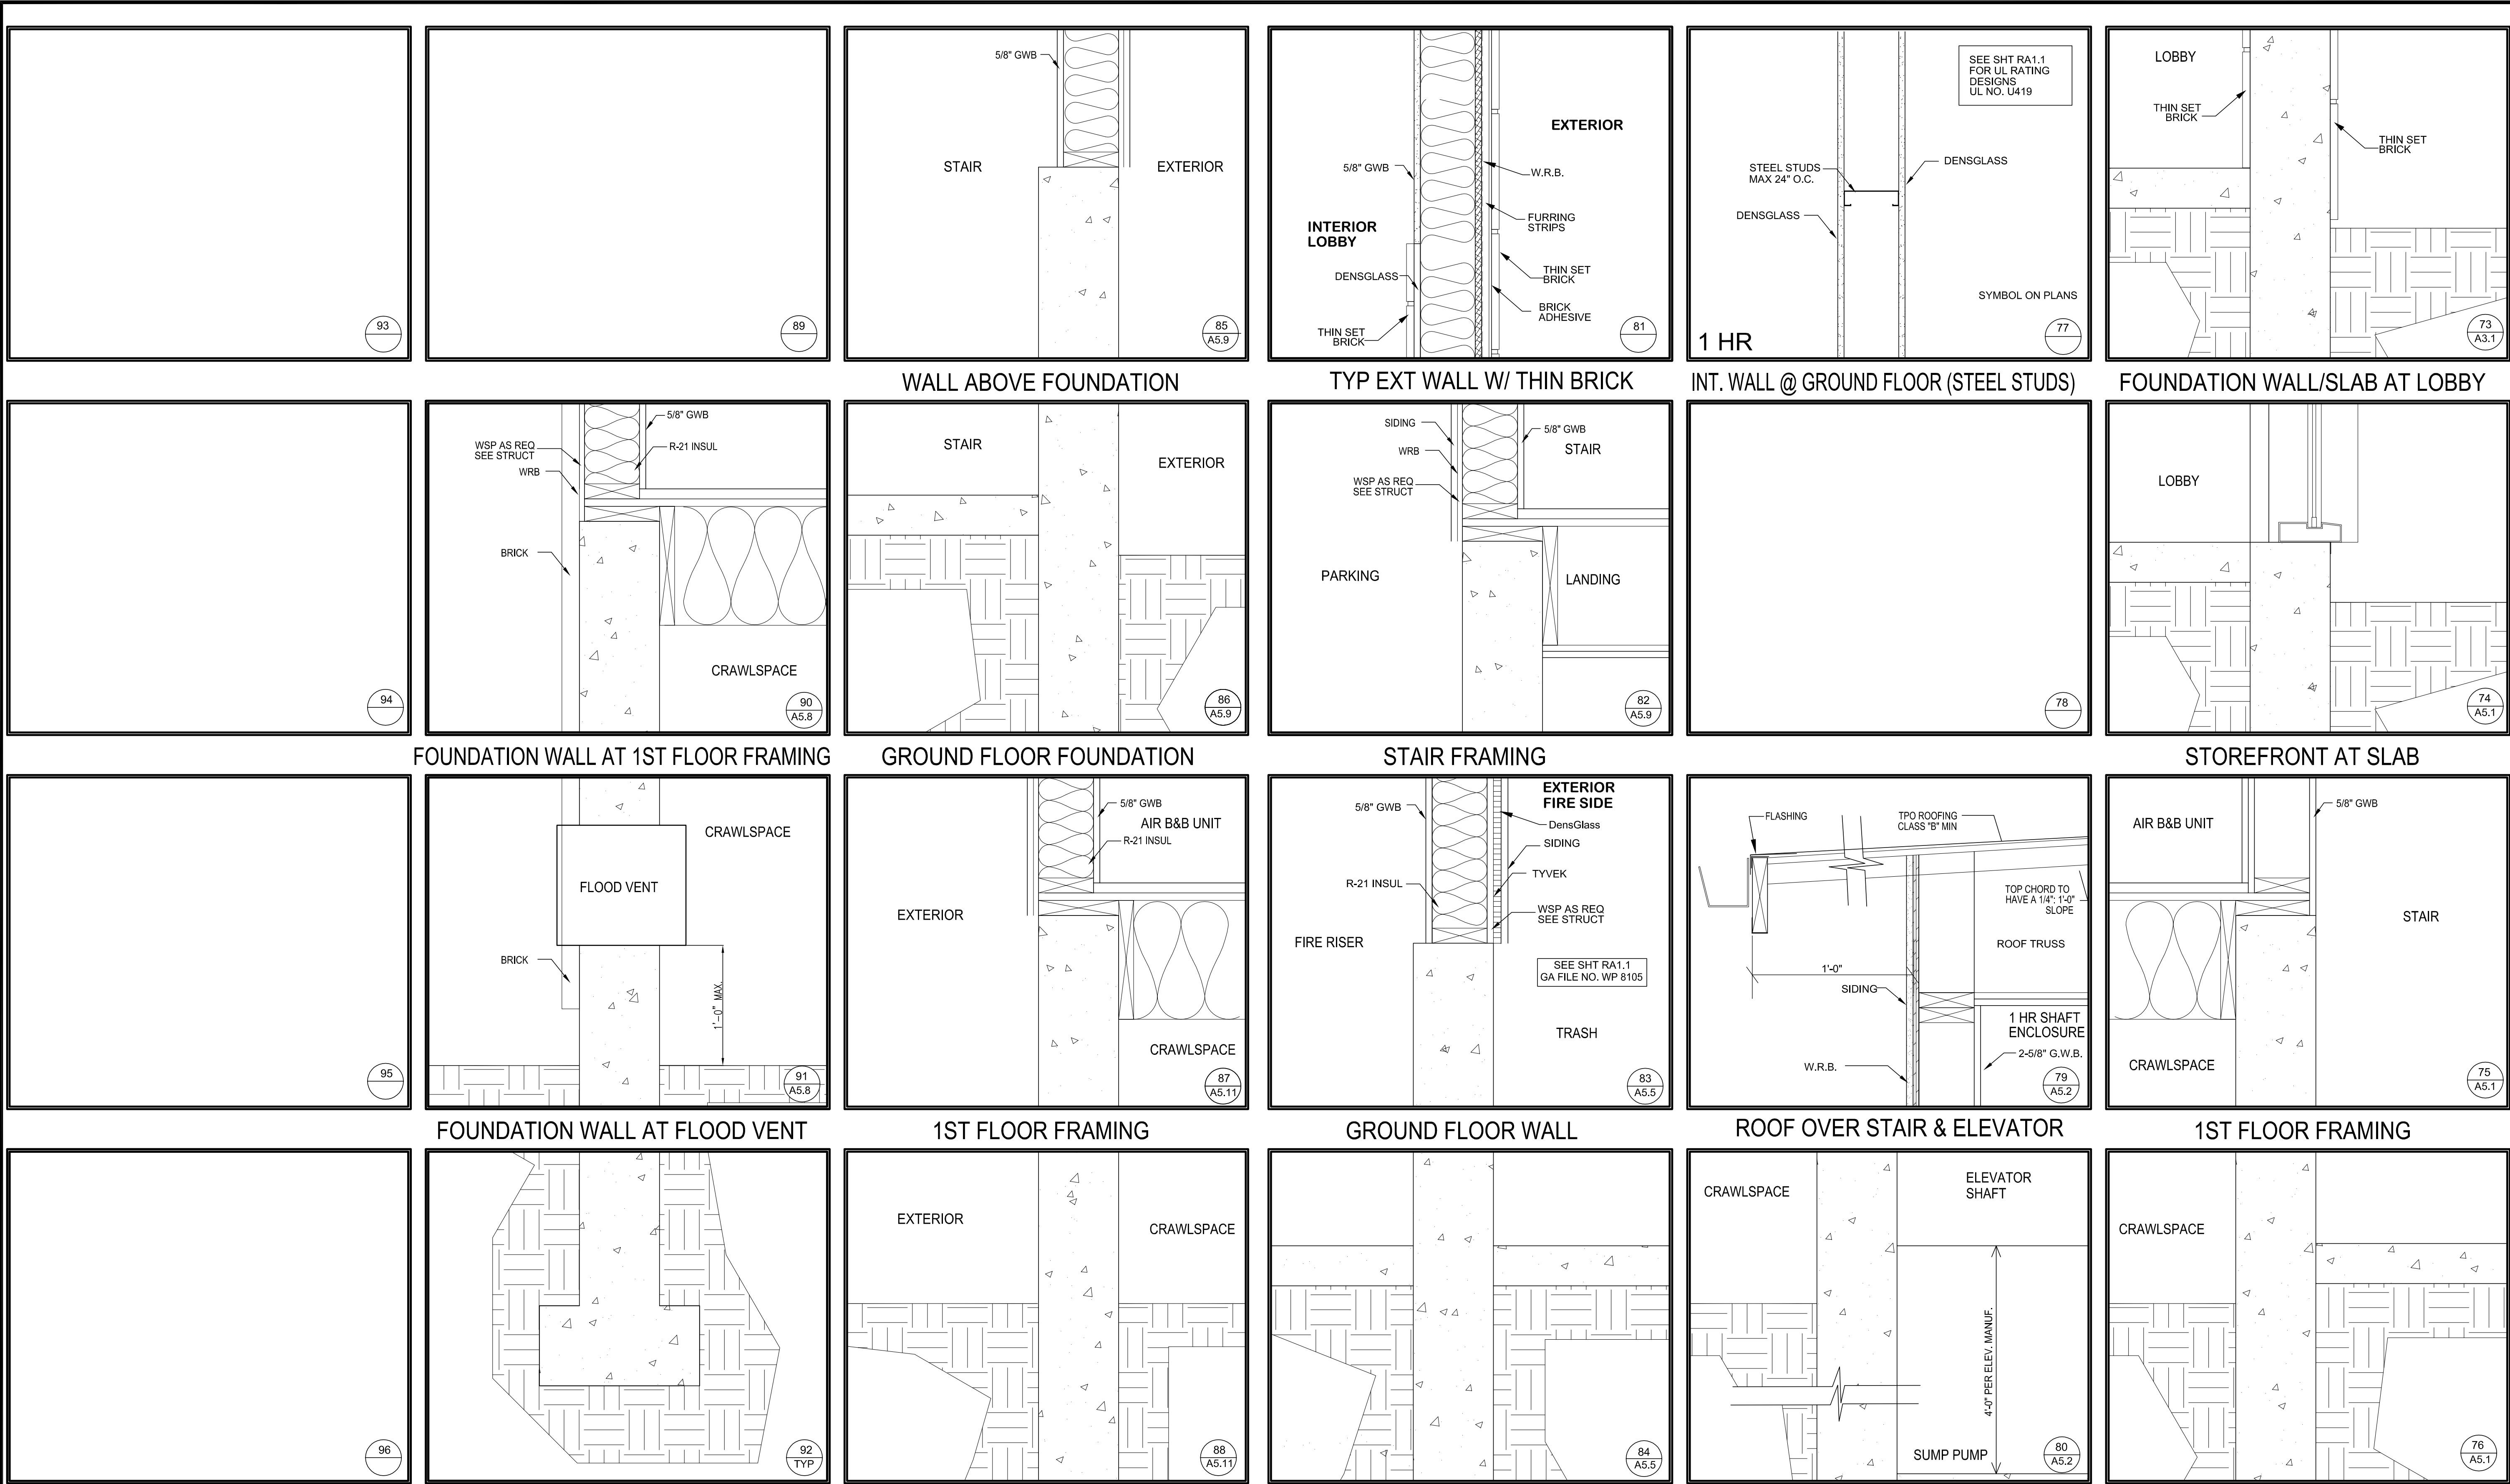 93
89
5/8" GWB
STAIR
EXTERIOR
85
A5.9
WALL ABOVE FOUNDATION
EXTERIOR
5/8" GWB
W.R.B.
FURRING
STRIPS
INTERIOR
LOBBY
DENSGLASS
THIN SET
BRICK
BRICK
ADHESIVE
THIN SET
BRICK
81
TYP EXT WALL W/ THIN BRICK
SEE SHT RA1.1
FOR UL RATING
DESIGNS
UL NO. U419
STEEL STUDS
MAX 24" O.C.
DENSGLASS
DENSGLASS
SYMBOL ON PLANS
1 HR
77
INT. WALL @ GROUND FLOOR (STEEL STUDS)
LOBBY
THIN SET
BRICK
THIN SET
BRICK
73
A3.1
FOUNDATION WALL/SLAB AT LOBBY
94
5/8" GWB
WSP AS REQ
SEE STRUCT
R-21 INSUL
WRB
BRICK
CRAWLSPACE
90
A5.8
FOUNDATION WALL AT 1ST FLOOR FRAMING
STAIR
EXTERIOR
86
A5.9
GROUND FLOOR FOUNDATION
SIDING
5/8" GWB
STAIR
WRB
WSP AS REQ
SEE STRUCT
PARKING
LANDING
82
A5.9
STAIR FRAMING
78
LOBBY
74
A5.1
STOREFRONT AT SLAB
95
CRAWLSPACE
FLOOD VENT
BRICK
1'-0" MAX.
91
A5.8
FOUNDATION WALL AT FLOOD VENT
5/8" GWB
AIR B&B UNIT
R-21 INSUL
EXTERIOR
CRAWLSPACE
87
A5.11
1ST FLOOR FRAMING
EXTERIOR
FIRE SIDE
5/8" GWB
DensGlass
SIDING
TYVEK
R-21 INSUL
WSP AS REQ
SEE STRUCT
FIRE RISER
SEE SHT RA1.1
GA FILE NO. WP 8105
TRASH
83
A5.5
GROUND FLOOR WALL
FLASHING
TPO ROOFING
CLASS "B" MIN
TOP CHORD TO
HAVE A 1/4": 1'-0"
SLOPE
ROOF TRUSS
1'-0"
SIDING
1 HR SHAFT
ENCLOSURE
2-5/8" G.W.B.
W.R.B.
79
A5.2
ROOF OVER STAIR & ELEVATOR
5/8" GWB
AIR B&B UNIT
STAIR
CRAWLSPACE
75
A5.1
1ST FLOOR FRAMING
96
92
TYP
EXTERIOR
CRAWLSPACE
88
A5.11
84
A5.5
CRAWLSPACE
ELEVATOR
SHAFT
4'-0" PER ELEV. MANUF.
SUMP PUMP
80
A5.2
CRAWLSPACE
76
A5.1